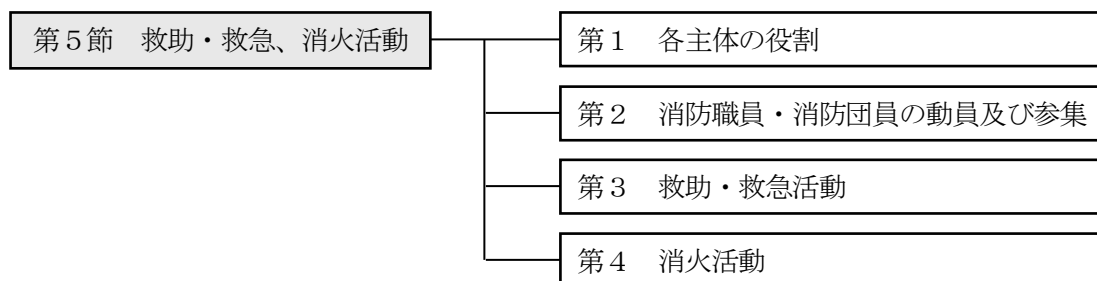 第５節　救助・救急、消火活動
第１　各主体の役割
第２　消防職員・消防団員の動員及び参集
第３　救助・救急活動
第４　消火活動